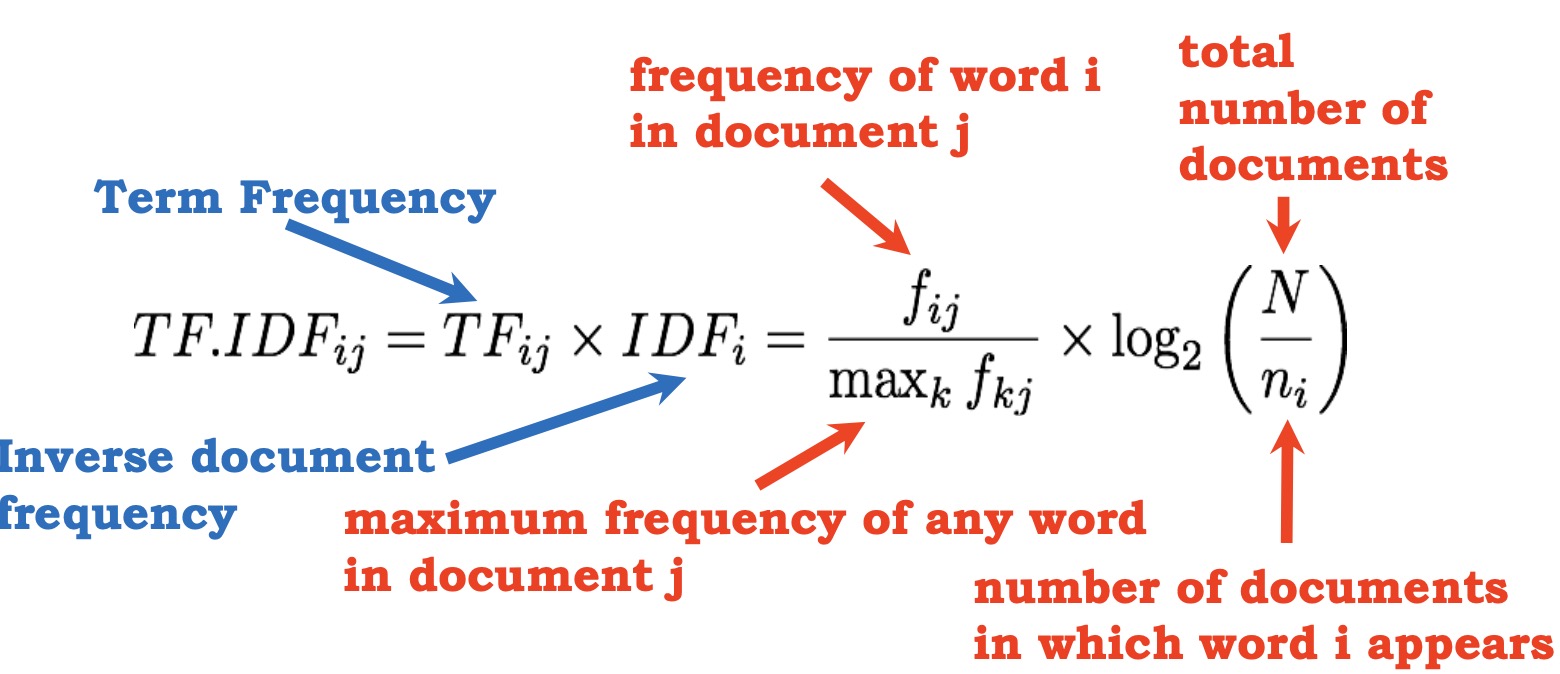 total
frequency of word i
number of
in document j
documents
Term Frequency
TF.IDF_{ij} = TF_{ij} × IDF_i = \frac{f_{ij}}{\max_k f_{kj}} × \log_2 \left( \frac{N}{n_i} \right)
Inverse document
frequency
maximum frequency of any word
in document j
number of documents
in which word i appears